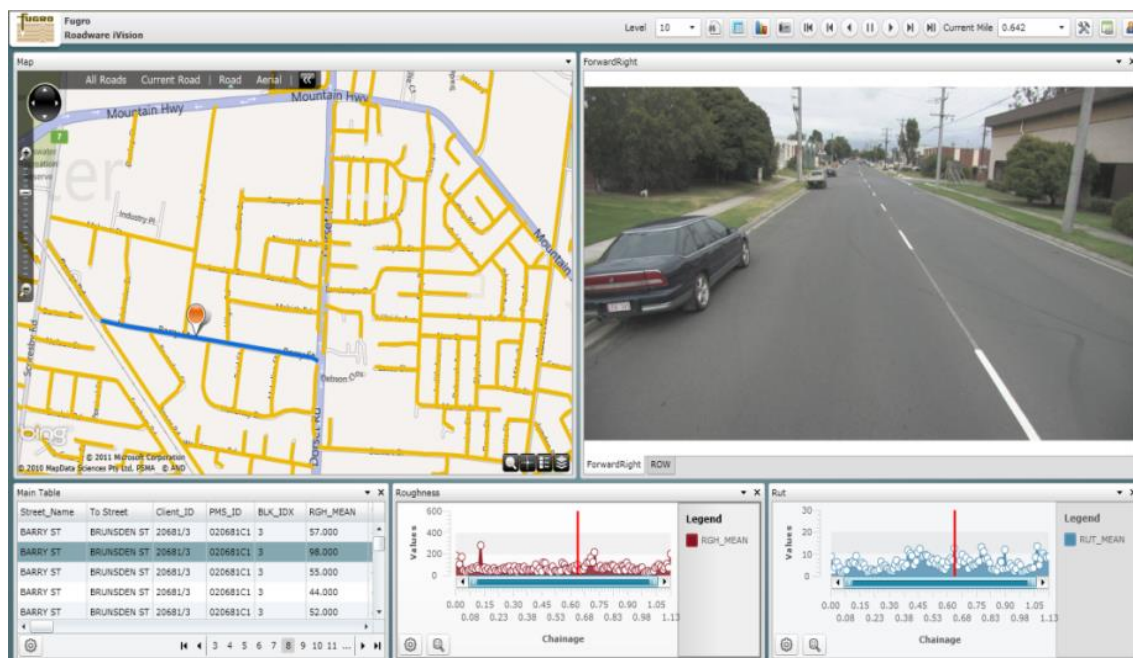 Fugro
Roadware iVision
Level 10
Current Mile 0.642
Map
All Roads Current Road | Road Aerial |
Mountain Hwy
Mountain Hwy
7
Industry Pl
Dorset Rd
Mountain
Barry St
Dorset Rd
bing
© 2011 Microsoft Corporation
© 2010 MapData Sciences Pty Ltd, PSMA © AND
ForwardRight
ForwardRight ROW
Main Table
Street_Name To Street Client_ID PMS_ID BLK_IDX RGH_MEAN
BARRY ST BRUNSDEN ST 20681/3 020681C1 3 57.000
BARRY ST BRUNSDEN ST 20681/3 020681C1 3 98.000
BARRY ST BRUNSDEN ST 20681/3 020681C1 3 55.000
BARRY ST BRUNSDEN ST 20681/3 020681C1 3 44.000
BARRY ST BRUNSDEN ST 20681/3 020681C1 3 52.000
3 4 5 6 7 8 9 10 11 ...
Roughness
600
400
200
0
Values
0.00 0.15 0.30 0.45 0.60 0.75 0.90 1.05
0.08 0.23 0.38 0.53 0.68 0.83 0.98 1.13
Chainage
Legend
RGH_MEAN
Rut
30
20
10
0
Values
0.00 0.15 0.30 0.45 0.60 0.75 0.90 1.05
0.08 0.23 0.38 0.53 0.68 0.83 0.98 1.13
Chainage
Legend
RUT_MEAN